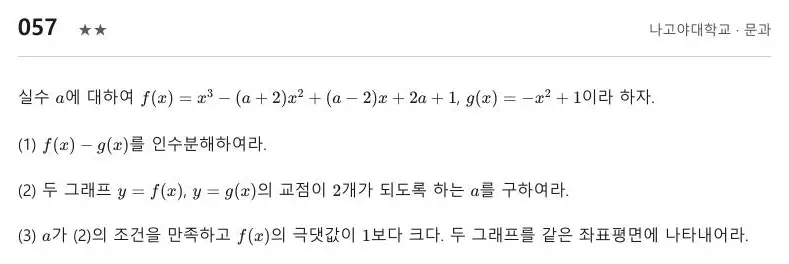 057 ★★ 나고야대학교 · 문과
실수 a에 대하여 f(x) = x³ − (a + 2)x² + (a − 2)x + 2a + 1, g(x) = −x² + 1이라 하자.
(1) f(x) − g(x)를 인수분해하여라.
(2) 두 그래프 y = f(x), y = g(x)의 교점이 2개가 되도록 하는 a를 구하여라.
(3) a가 (2)의 조건을 만족하고 f(x)의 극댓값이 1보다 크다. 두 그래프를 같은 좌표평면에 나타내어라.